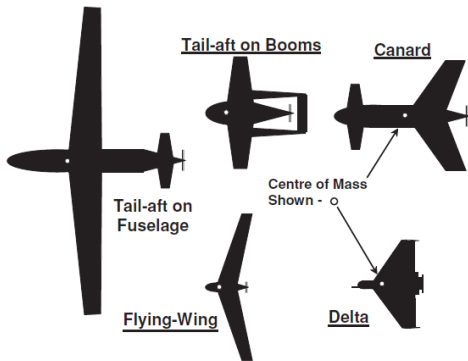 Tail-aft on Booms
Canard
Centre of Mass
Shown -
Tail-aft on
Fuselage
Flying-Wing
Delta